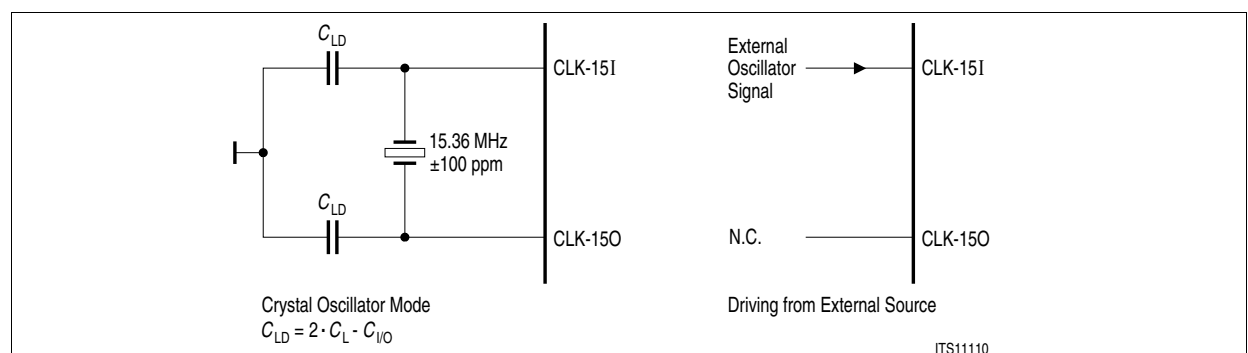 C_LD
CLK-15I
15.36 MHz
±100 ppm
C_LD
CLK-15O
Crystal Oscillator Mode
C_LD = 2 · C_L - C_I/O
External
Oscillator
Signal
CLK-15I
N.C.
CLK-15O
Driving from External Source
ITS11110